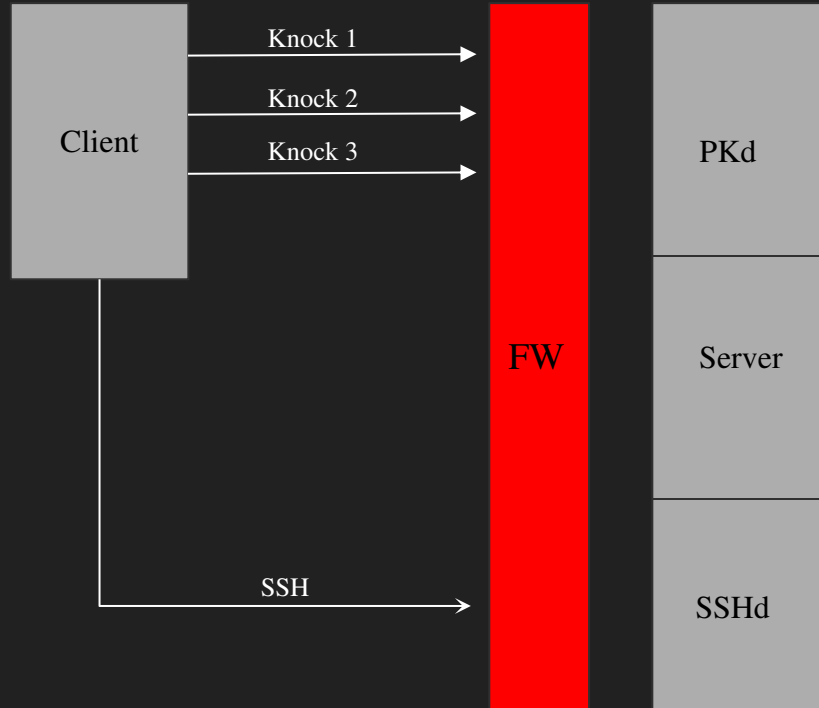 Knock 1
Knock 2
Knock 3
Client
PKd
FW
Server
SSH
SSHd